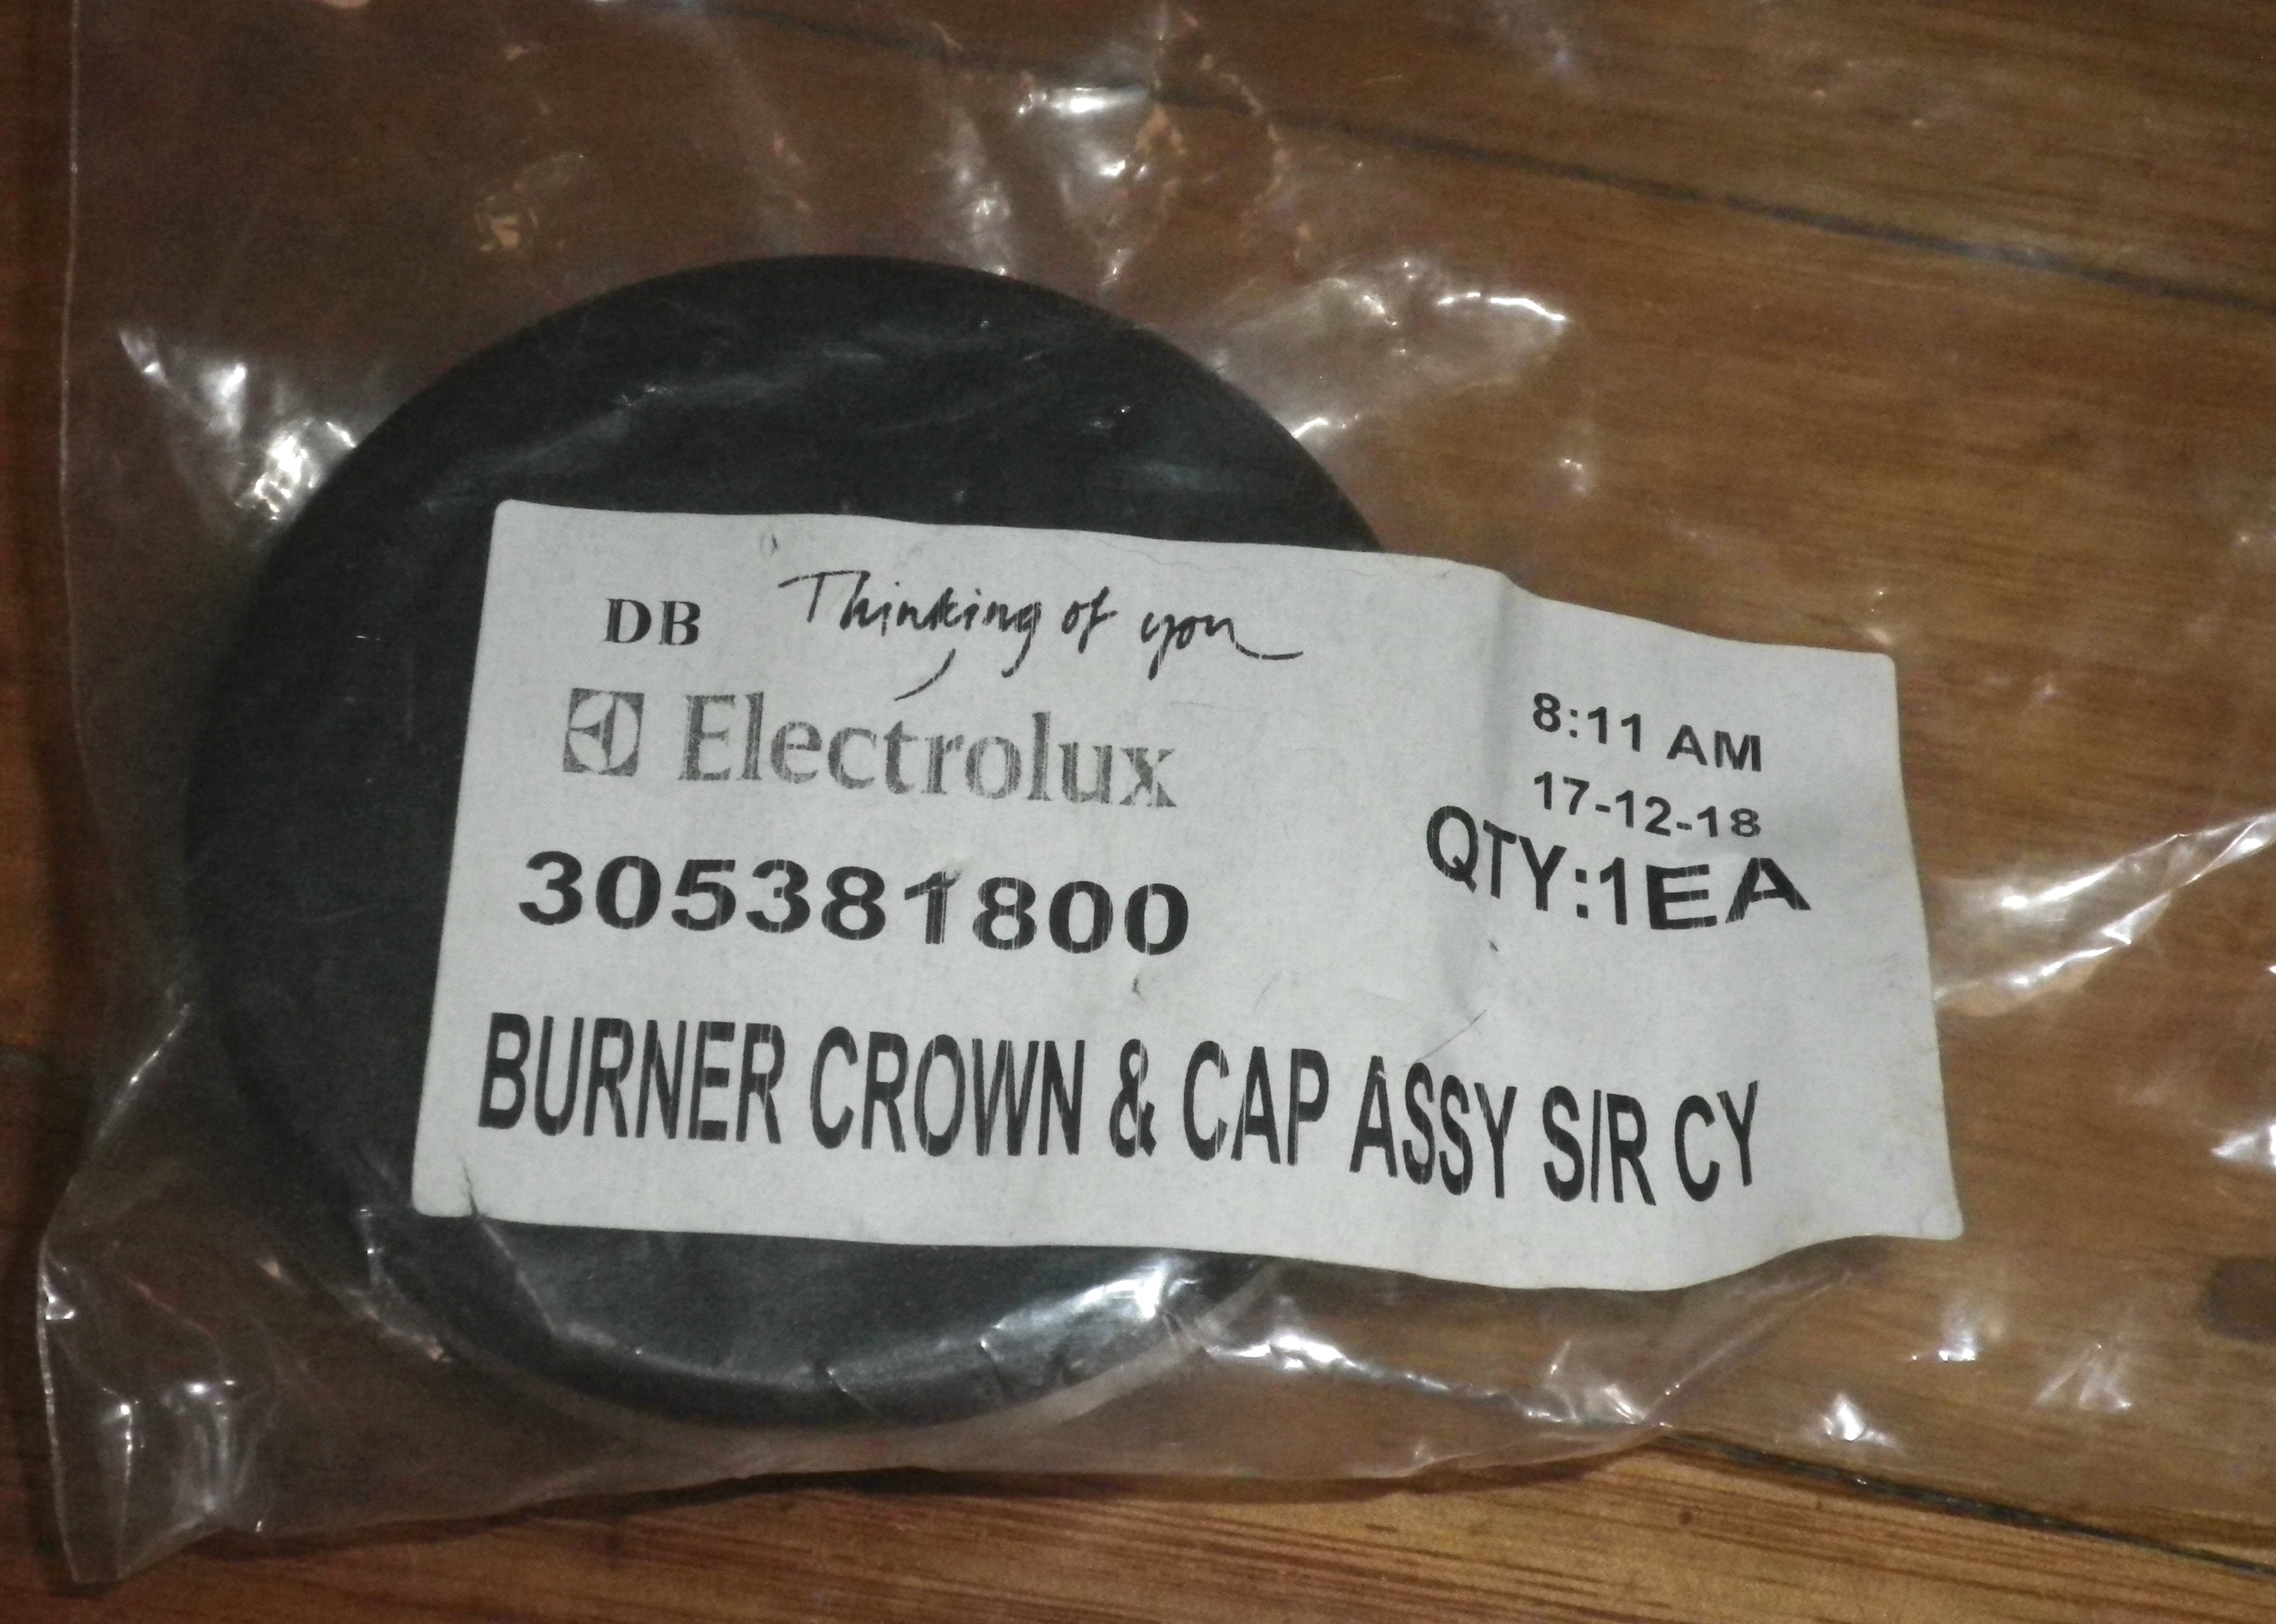 DB Thinking of you
Electrolux
8:11 AM
17-12-18
305381800
QTY:1EA
BURNER CROWN & CAP ASSY S/R CY